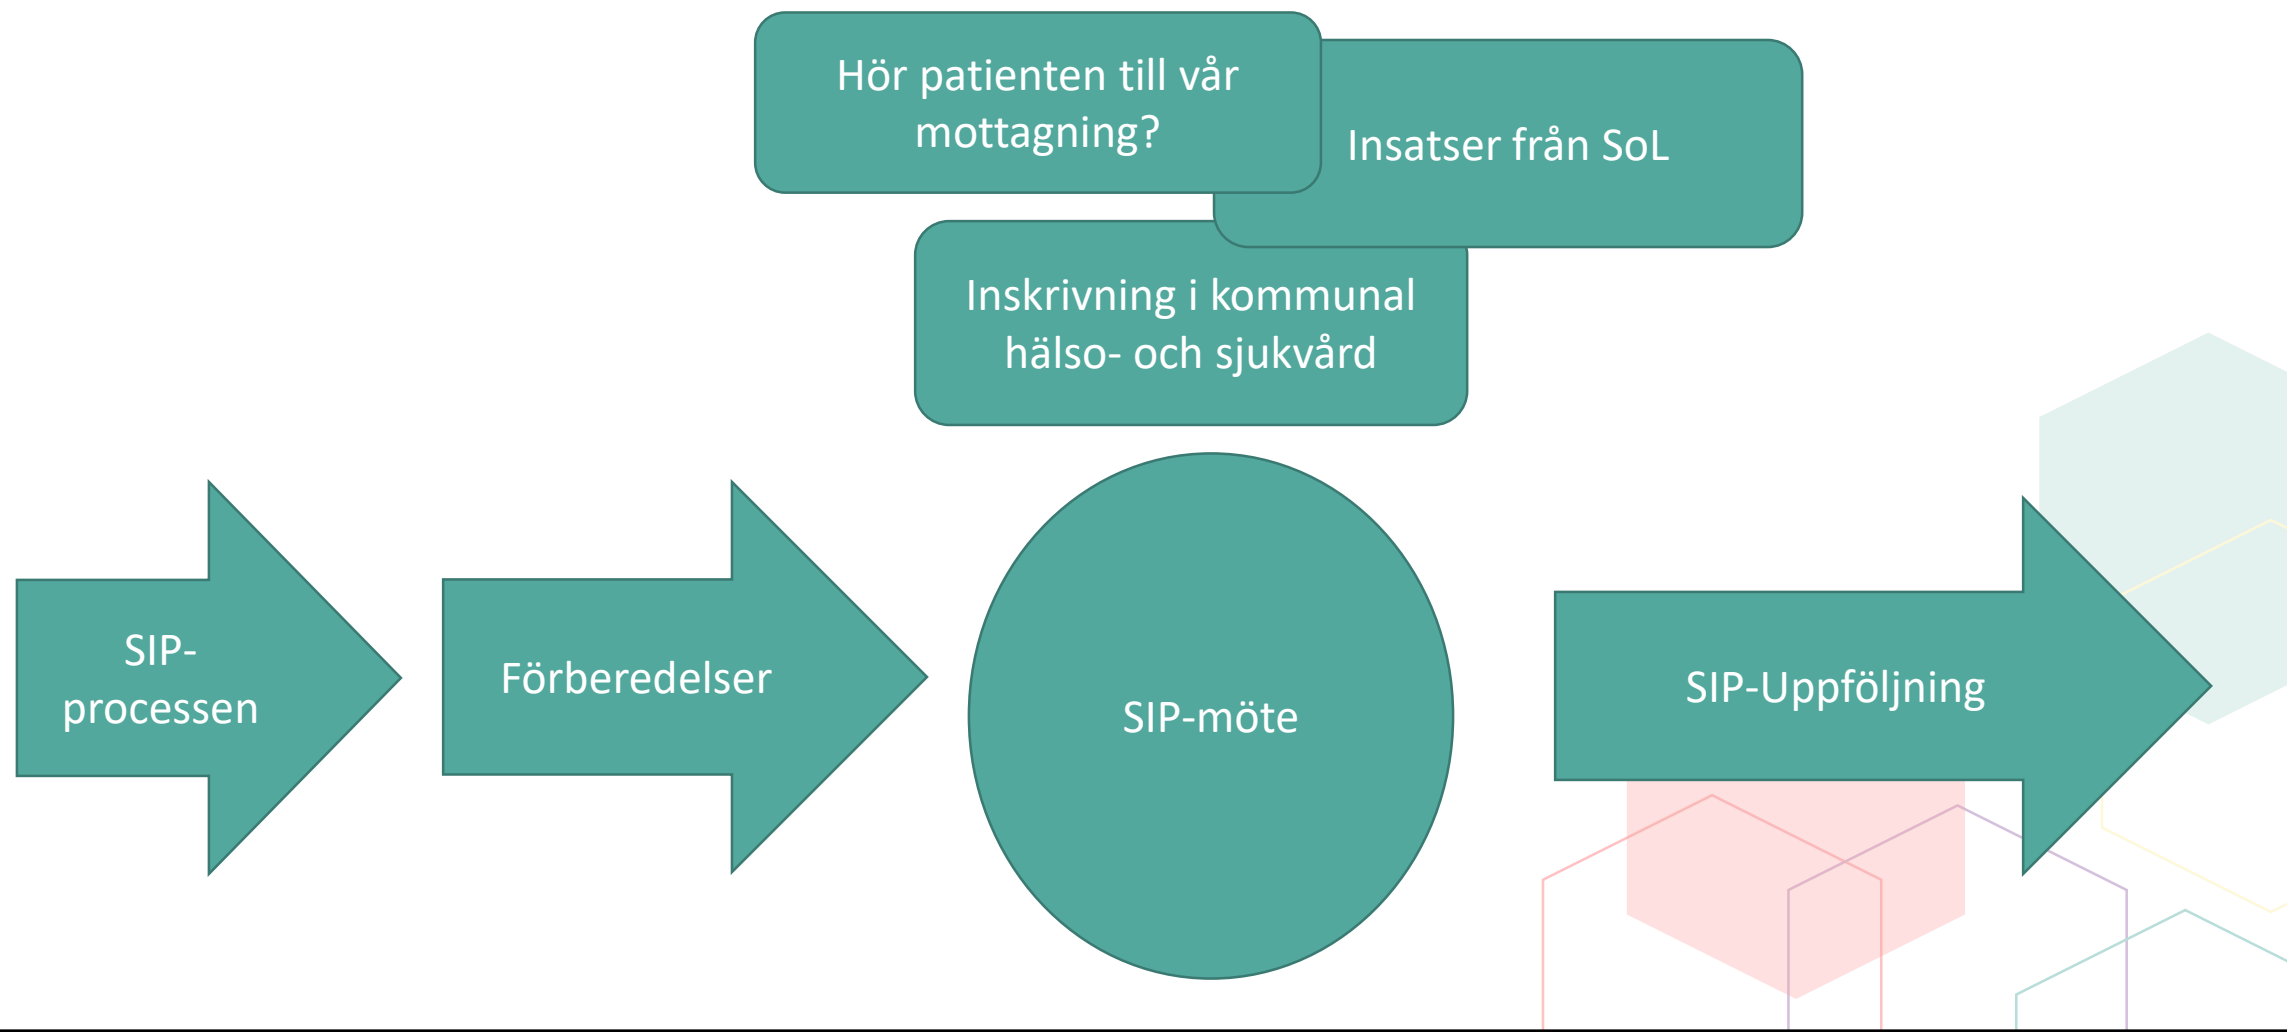 Hör patienten till vår
mottagning?
Insatser från SoL
Inskrivning i kommunal
hälso- och sjukvård
SIP-
processen
Förberedelser
SIP-möte
SIP-Uppföljning